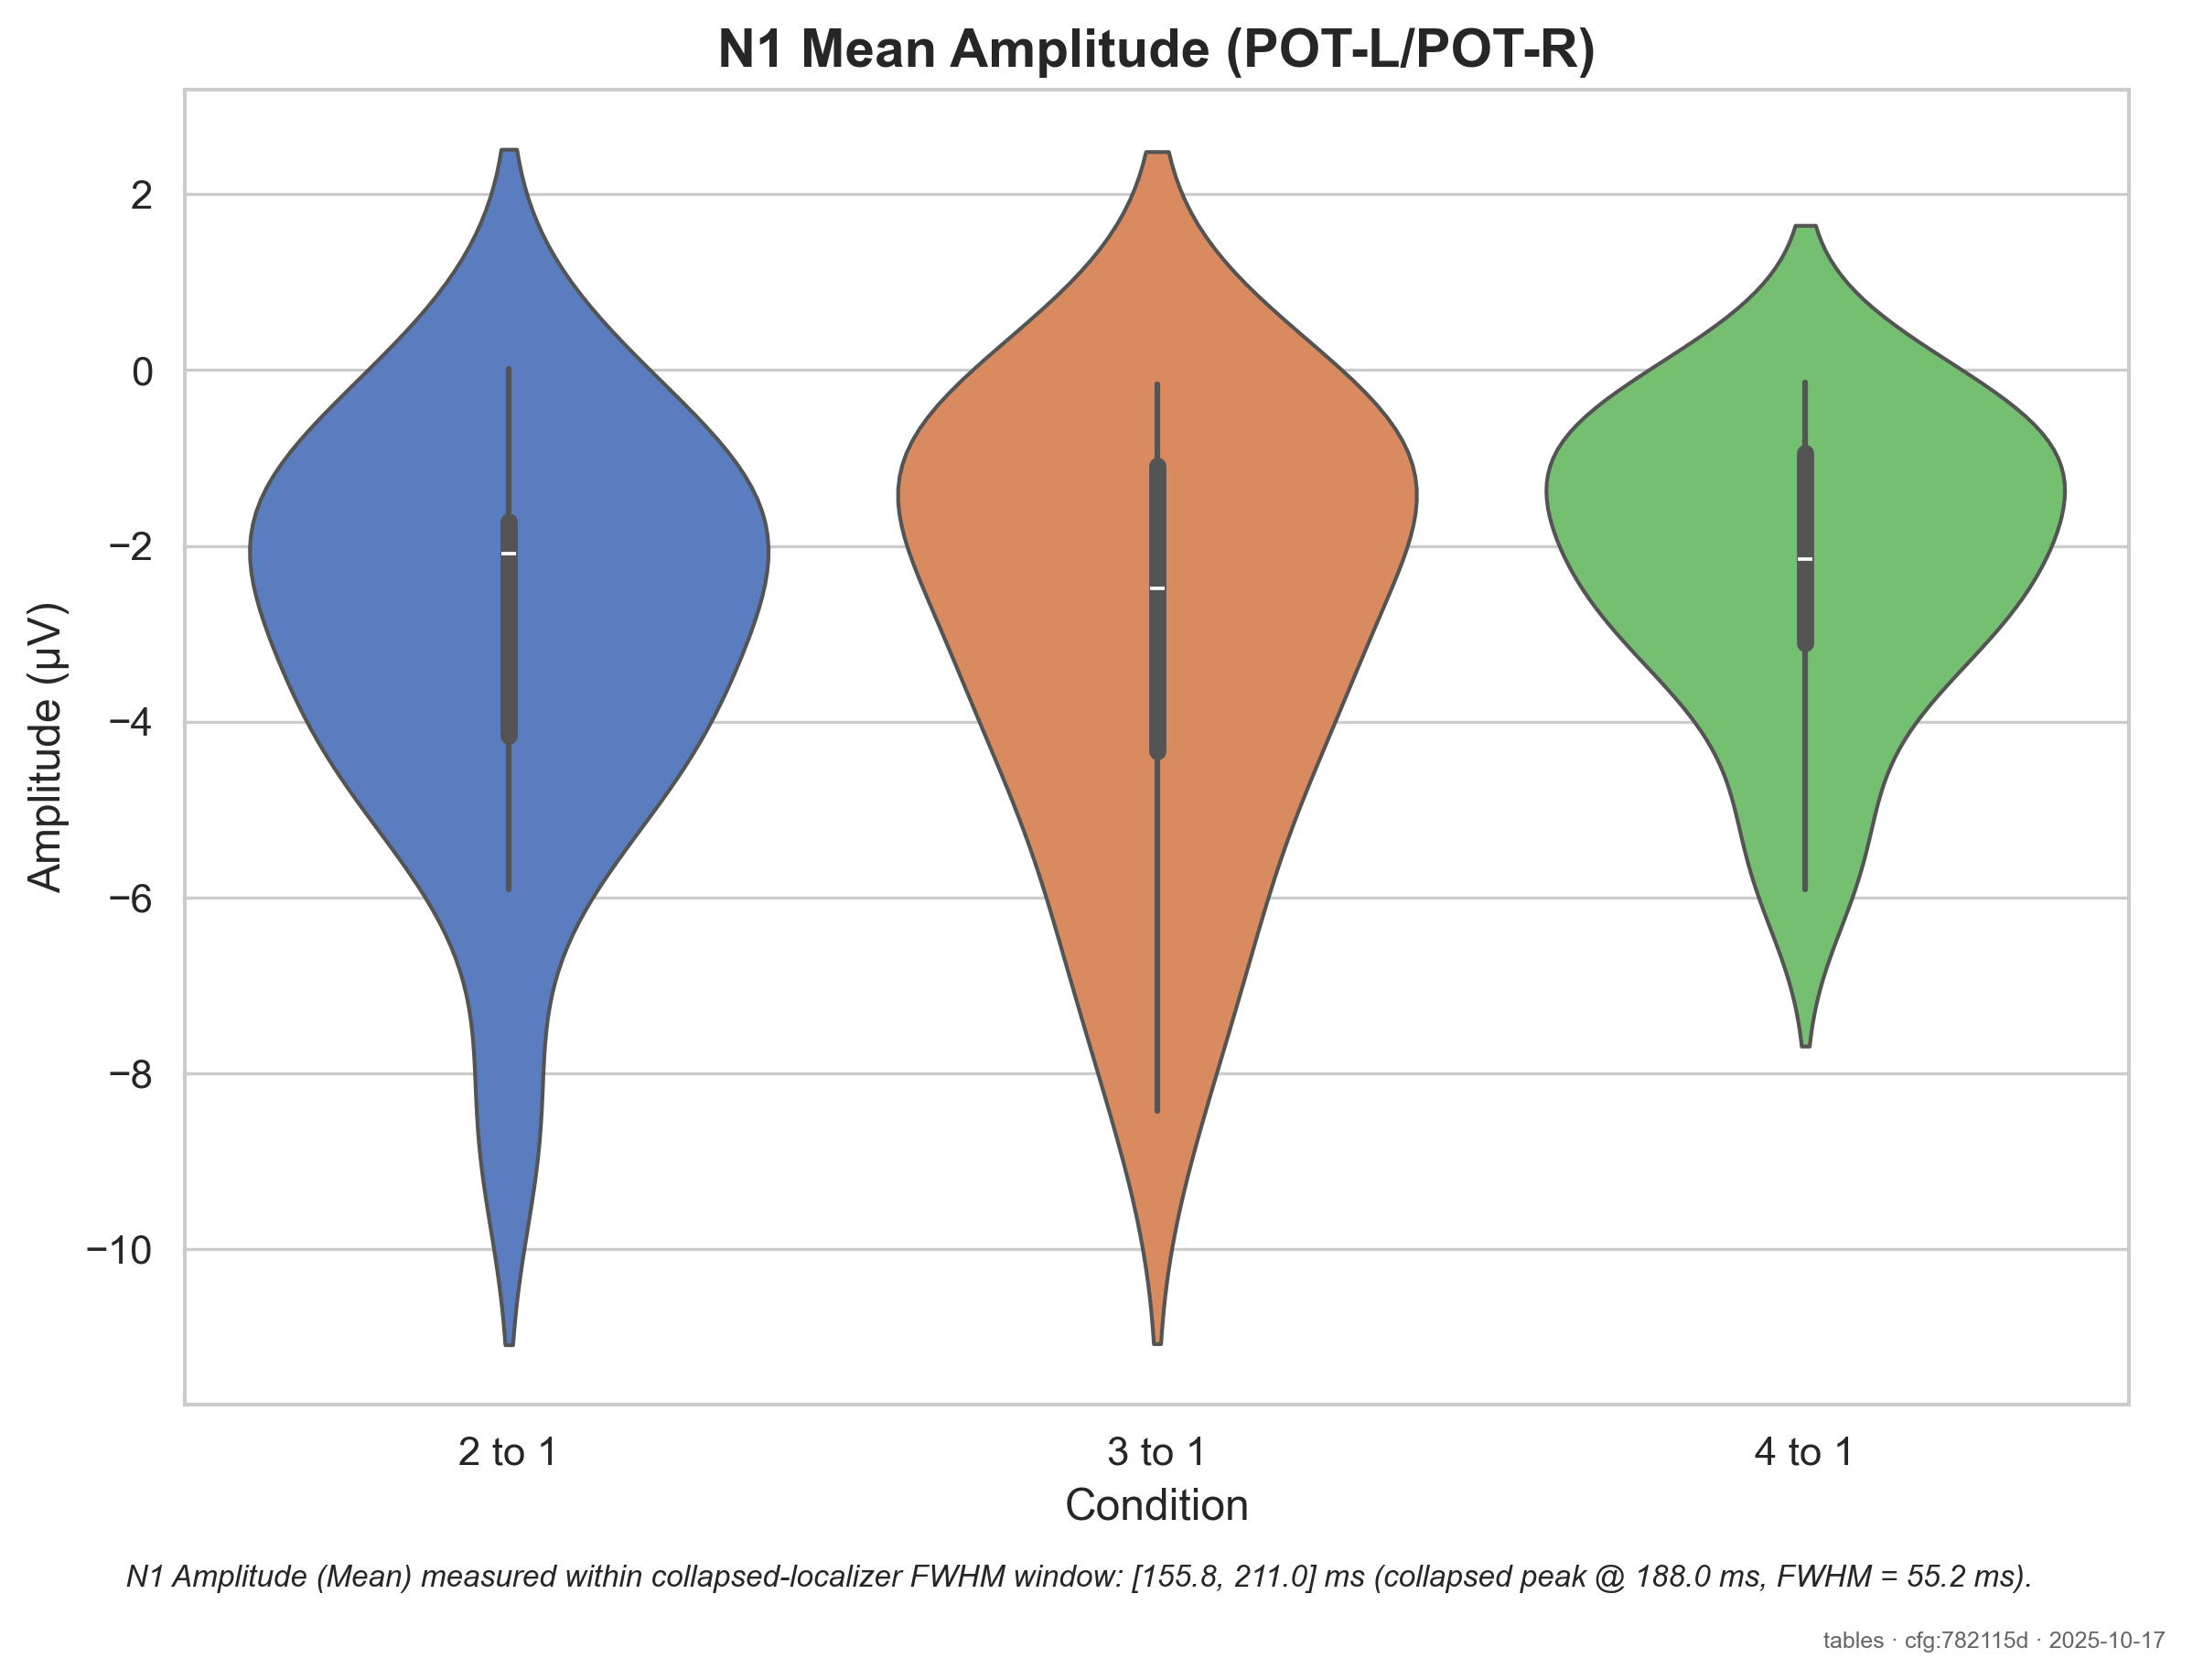 N1 Mean Amplitude (POT-L/POT-R)
Amplitude (µV)
2
0
−2
−4
−6
−8
−10
2 to 1
3 to 1
4 to 1
Condition
N1 Amplitude (Mean) measured within collapsed-localizer FWHM window: [155.8, 211.0] ms (collapsed peak @ 188.0 ms, FWHM = 55.2 ms).
tables · cfg:782115d · 2025-10-17